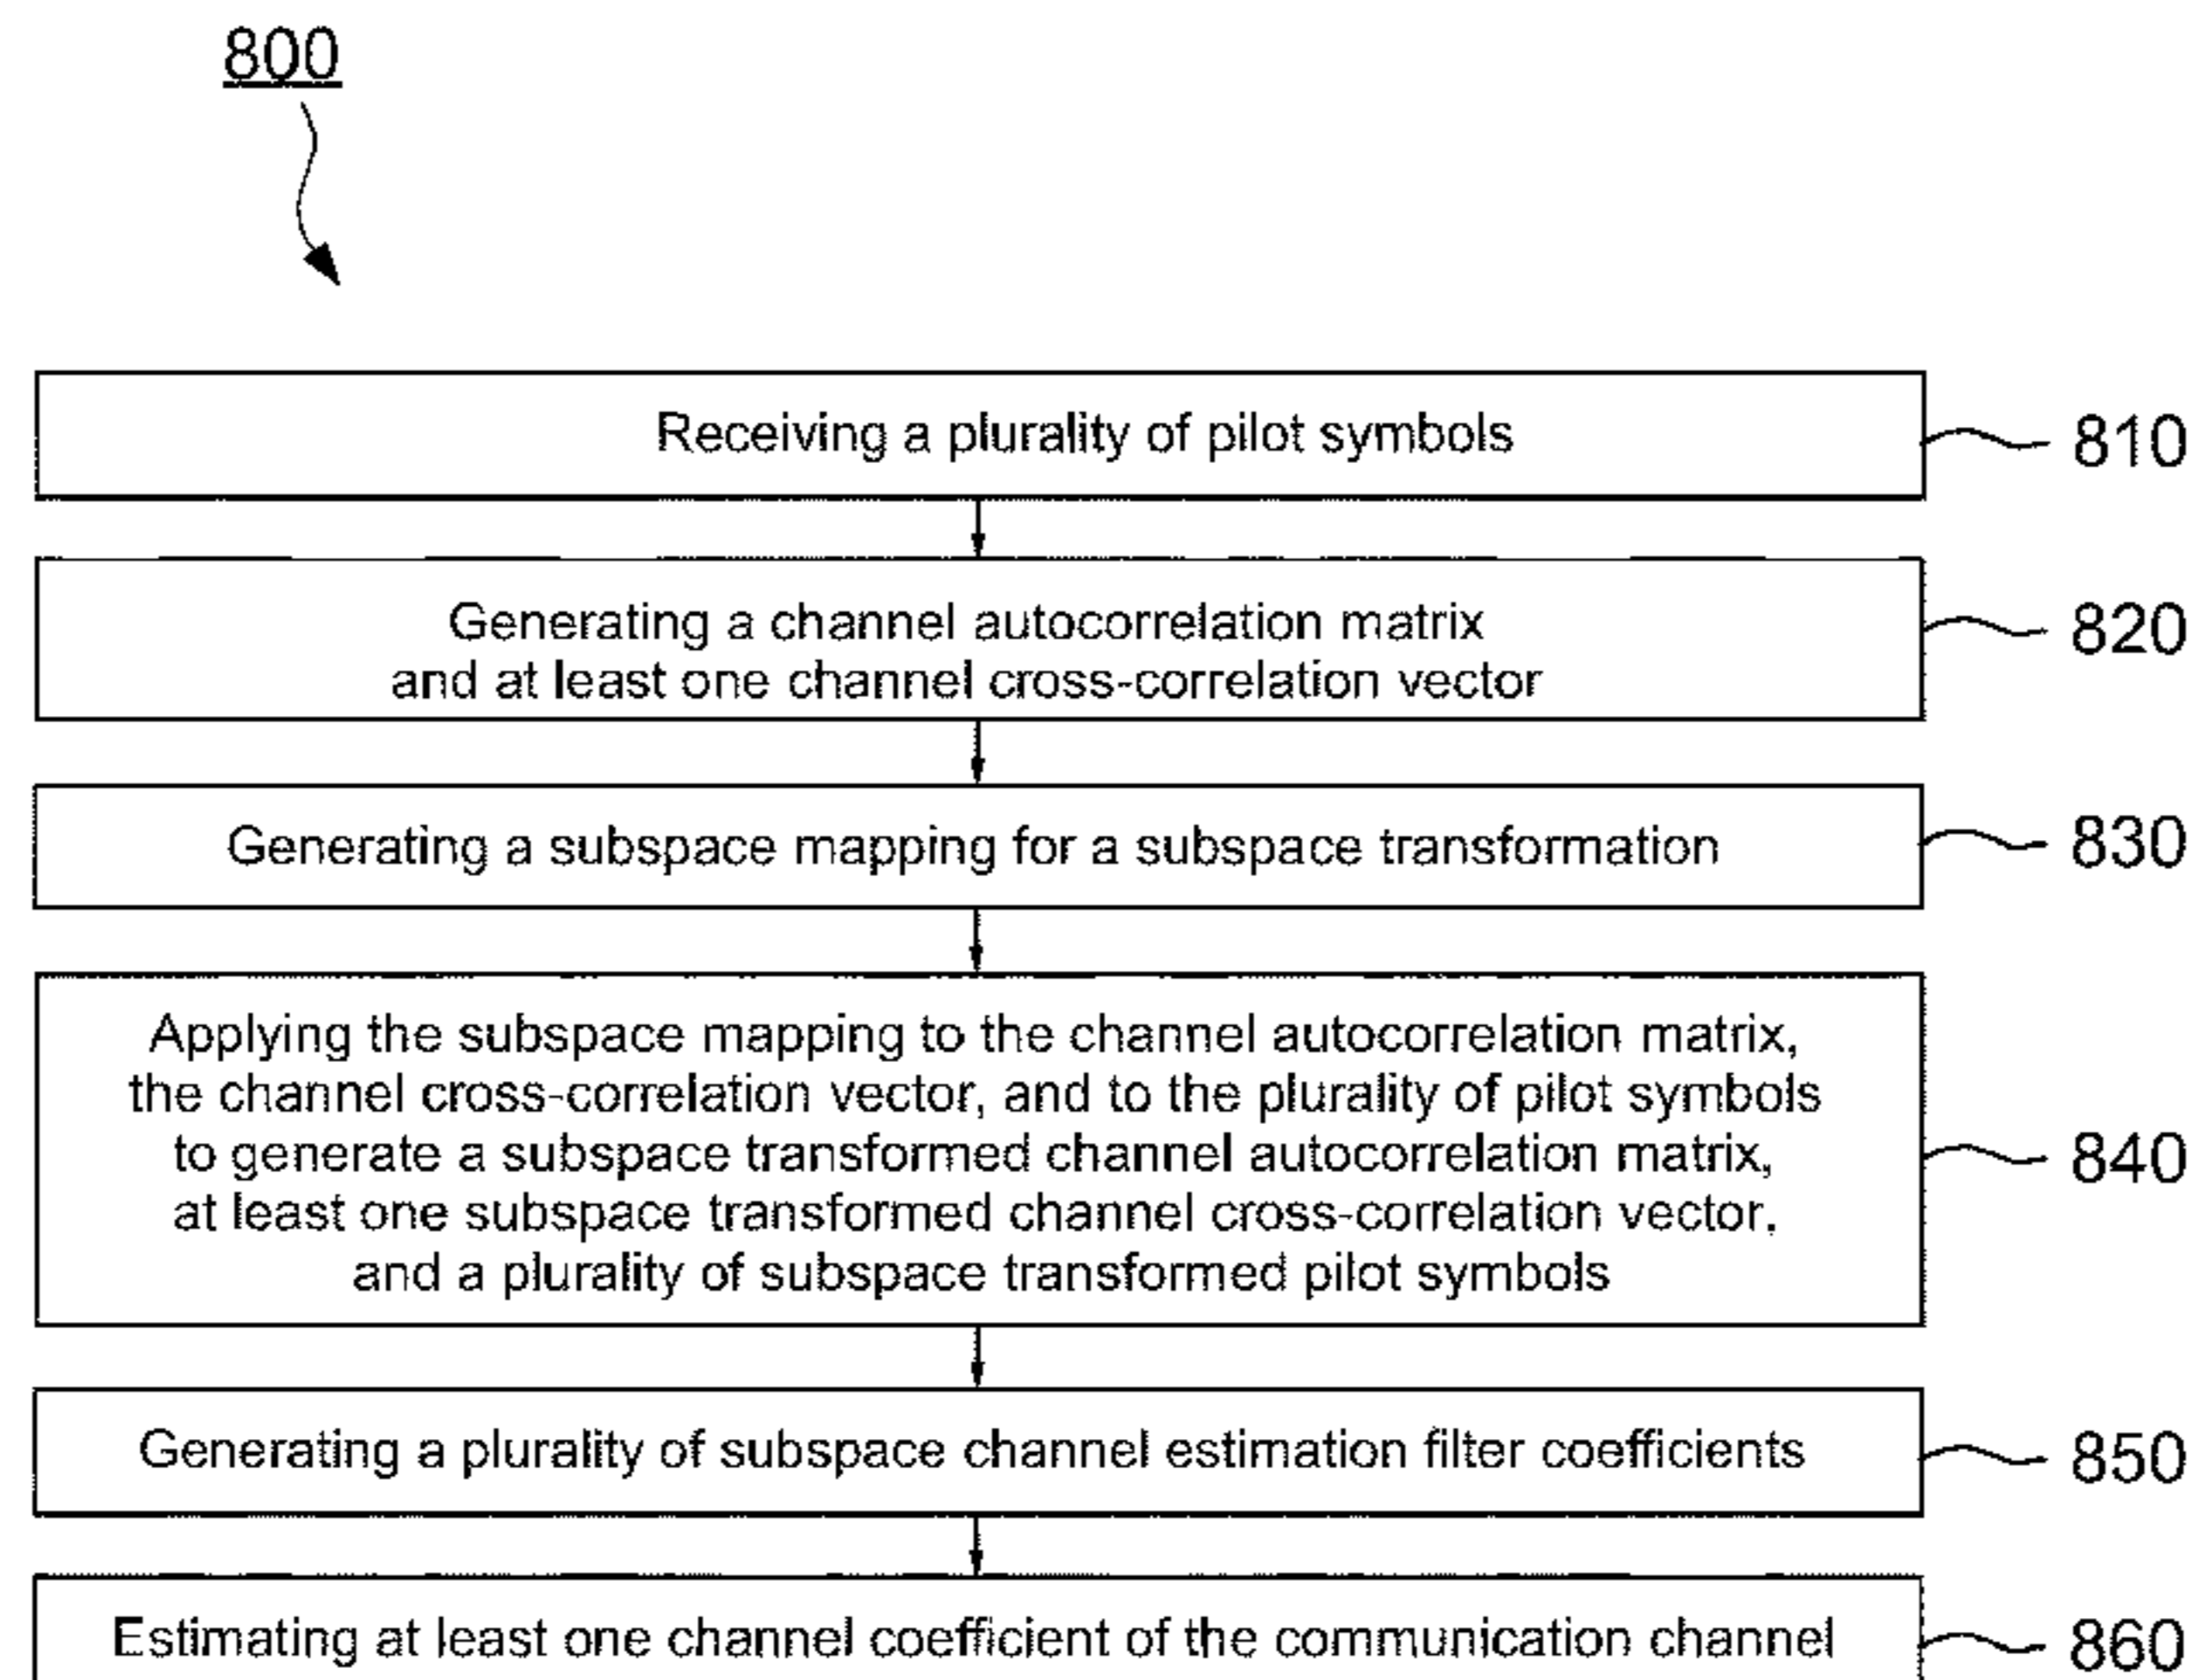 800
Receiving a plurality of pilot symbols
810
Generating a channel autocorrelation matrix
and at least one channel cross-correlation vector
820
Generating a subspace mapping for a subspace transformation
830
Applying the subspace mapping to the channel autocorrelation matrix,
the channel cross-correlation vector, and to the plurality of pilot symbols
to generate a subspace transformed channel autocorrelation matrix,
at least one subspace transformed channel cross-correlation vector,
and a plurality of subspace transformed pilot symbols
840
Generating a plurality of subspace channel estimation filter coefficients
850
Estimating at least one channel coefficient of the communication channel
860